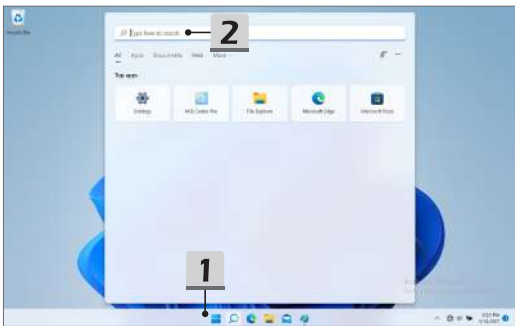 Type here to search
2
All Apps Documents Web More
Top apps
Settings
File Explorer
Microsoft Edge
Microsoft Store
1